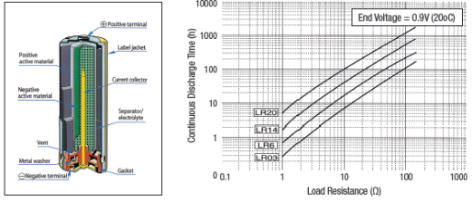 ⊕Positive terminal
Label jacket
Positive
active material
Current collector
Negative
active material
Separator/
electrolyte
Vent
Metal washer
⊖Negative terminal
Gasket
End Voltage = 0.9V (20oC)
Continuous Discharge Time (h)
10000
1000
100
10
1
0
LR20
LR14
LR6
LR03
0.1
1
10
100
1000
Load Resistance (Ω)